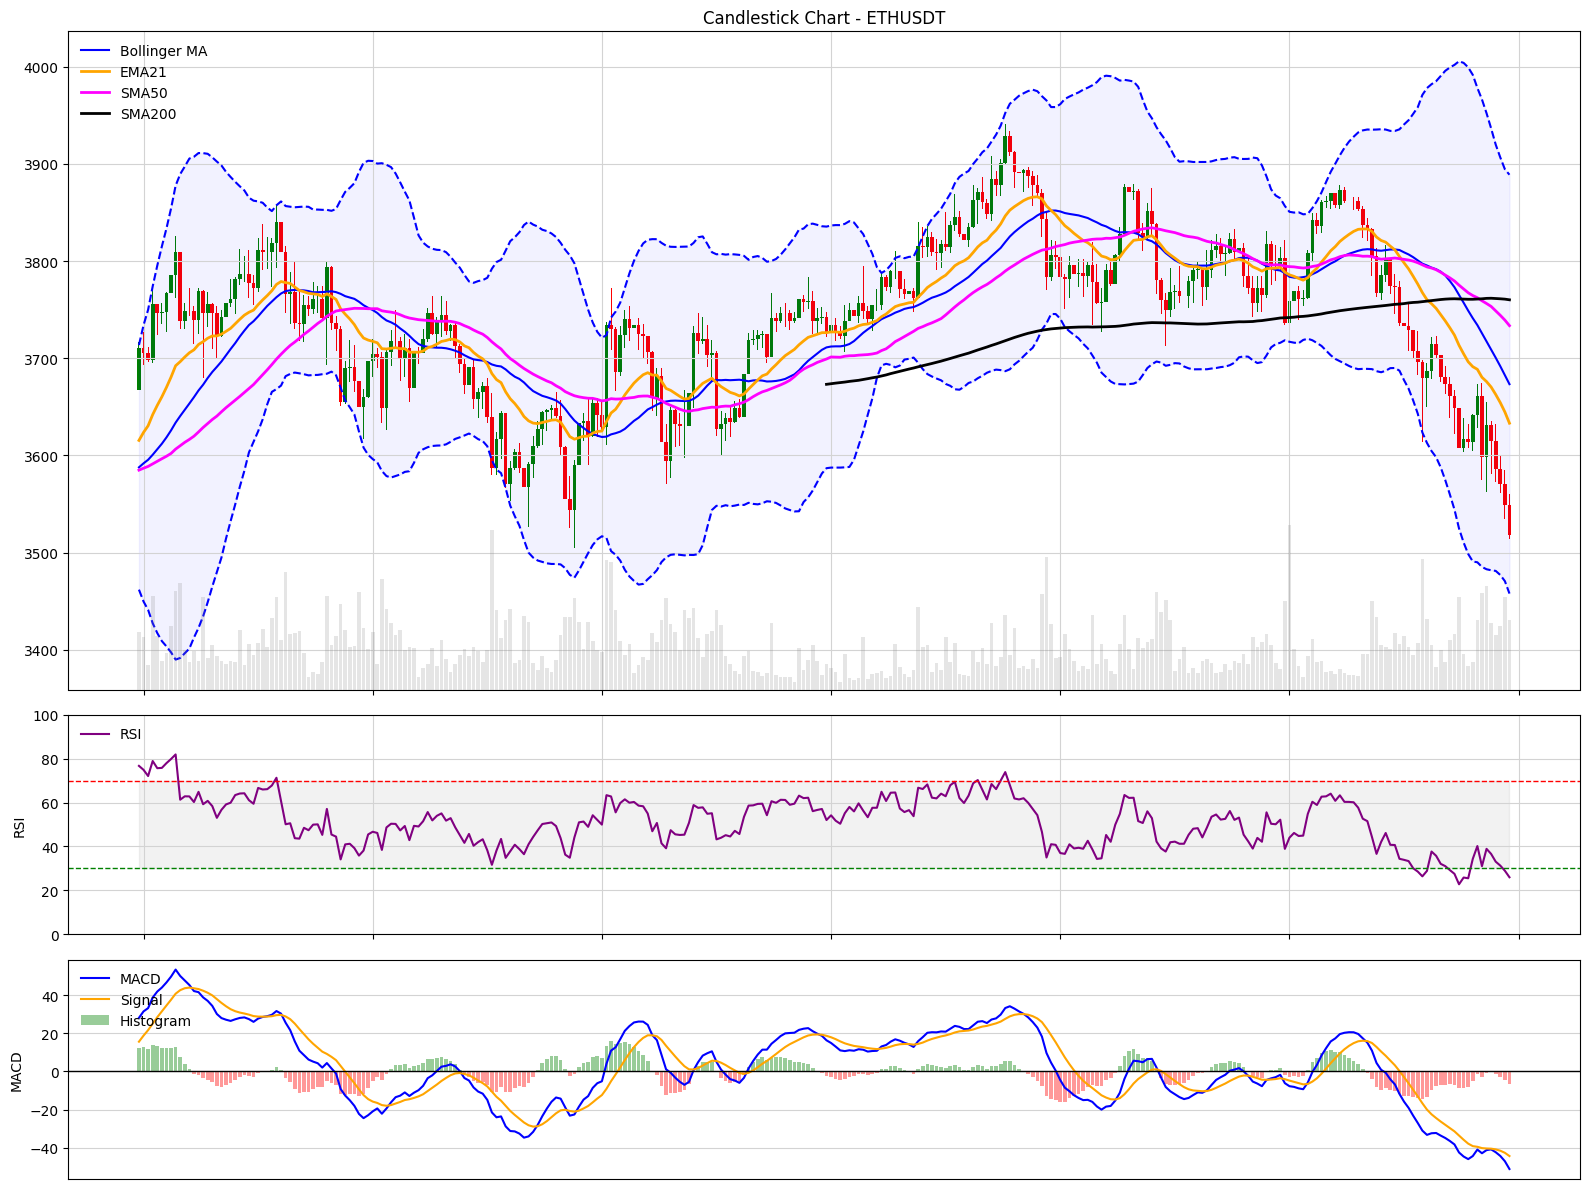 Candlestick Chart - ETHUSDT
Bollinger MA
EMA21
SMA50
SMA200
4000
3900
3800
3700
3600
3500
3400
RSI
100
80
60
40
20
0
RSI
MACD
Signal
Histogram
40
20
0
−20
−40
MACD